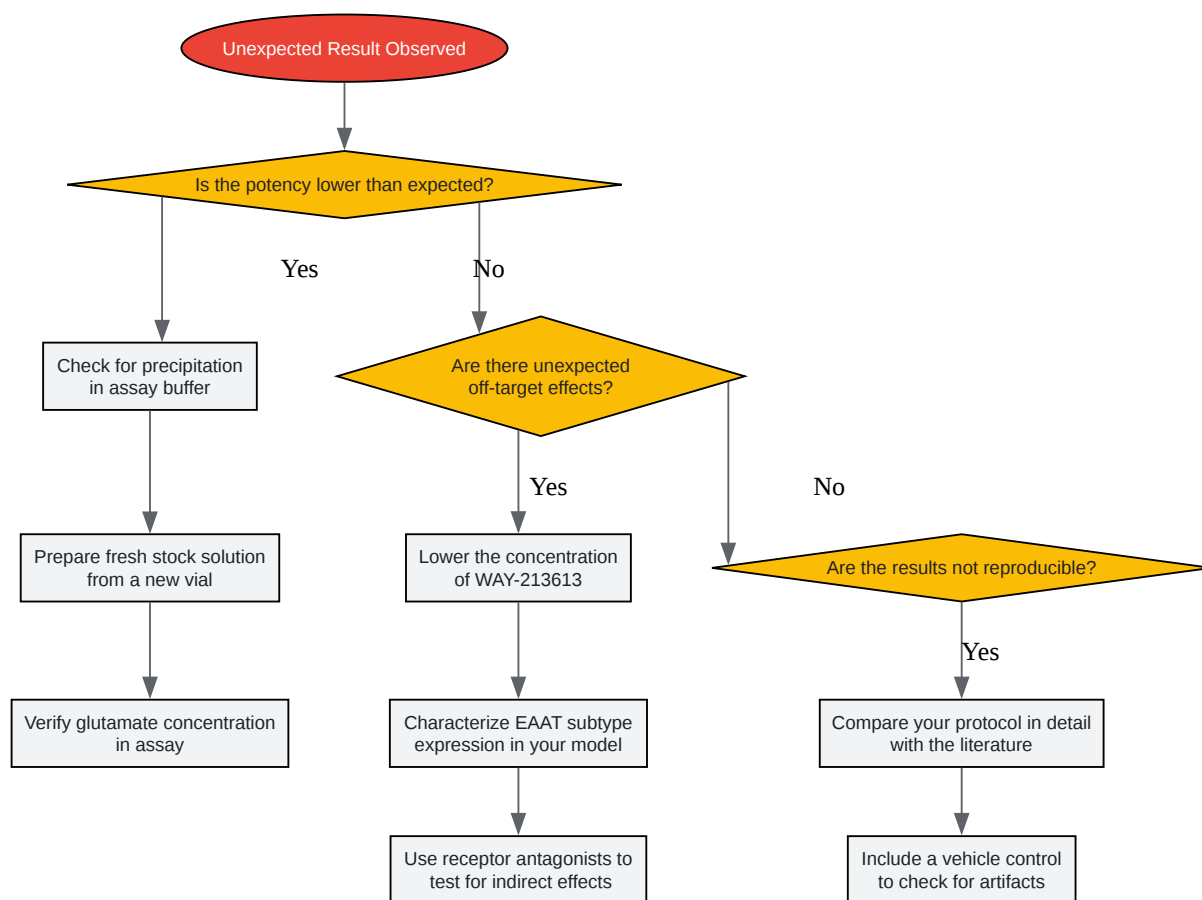 Unexpected Result Observed
Is the potency lower than expected?
Yes
No
Check for precipitation
in assay buffer
Are there unexpected
off-target effects?
Yes
No
Prepare fresh stock solution
from a new vial
Lower the concentration
of WAY-213613
Are the results not reproducible?
Yes
Verify glutamate concentration
in assay
Characterize EAAT subtype
expression in your model
Compare your protocol in detail
with the literature
Use receptor antagonists to
test for indirect effects
Include a vehicle control
to check for artifacts